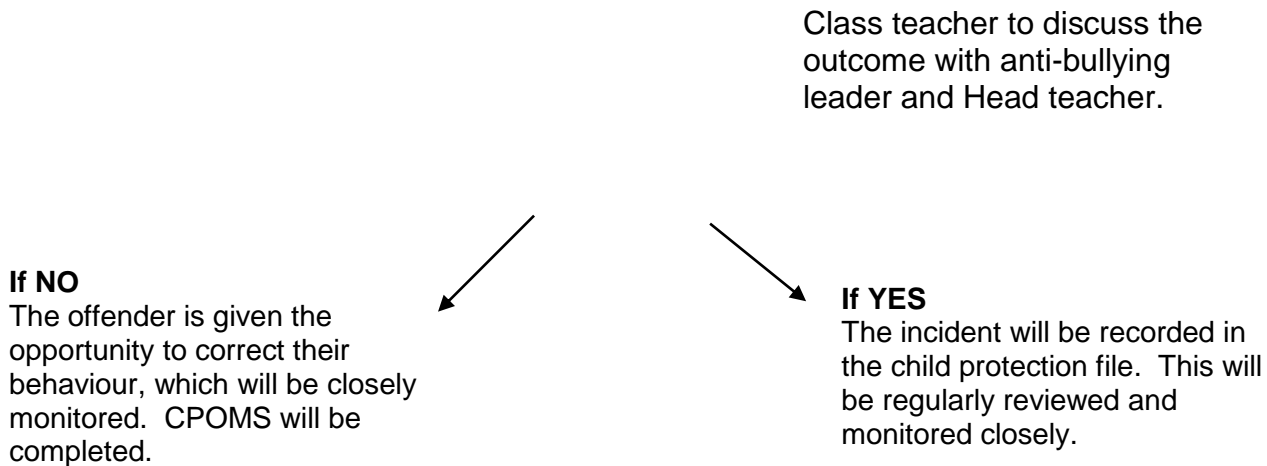 Class teacher to discuss the
outcome with anti-bullying
leader and Head teacher.
If NO
The offender is given the
opportunity to correct their
behaviour, which will be closely
monitored.  CPOMS will be
completed.
If YES
The incident will be recorded in
the child protection file.  This will
be regularly reviewed and
monitored closely.